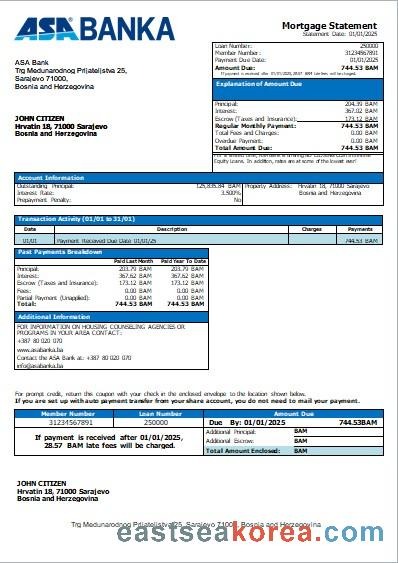 ASA BANKA
Mortgage Statement
Statement Date: 01/01/2025
ASA Bank
Trg Međunarodnog Prijateljstva 25,
Sarajevo 71000,
Bosnia and Herzegovina
Loan Number: 250000
Member Number: 31234567891
Payment Due Date: 01/01/2025
Amount Due: 744.53 BAM
If payment is received after 01/01/2025, 28.57 BAM late fees will be charged.
Explanation of Amount Due
Principal: 204.39 BAM
Interest: 367.02 BAM
Escrow (Taxes and Insurance): 173.12 BAM
Regular Monthly Payment: 744.53 BAM
Total Fees and Charges: 0.00 BAM
Overdue Payment: 0.00 BAM
Total Amount Due: 744.53 BAM
Equity Loans. In addition, rates are at some of the lowest ever!
JOHN CITIZEN
Hrvatin 18, 71000 Sarajevo
Bosnia and Herzegovina
Account Information
Outstanding Principal: 125,835.84 BAM
Interest Rate: 3.500%
Prepayment Penalty: No
Property Address: Hrvatin 18, 71000 Sarajevo
Bosnia and Herzegovina
Transaction Activity (01/01 to 31/01)
Date Description Charges Payments
01/01 Payment Received Due Date 01/01/25 744.53 BAM
Past Payments Breakdown
Paid Last Month Paid Year To Date
Principal: 203.79 BAM 203.79 BAM
Interest: 367.62 BAM 367.62 BAM
Escrow (Taxes and Insurance): 173.12 BAM 173.12 BAM
Fees: 0.00 BAM 0.00 BAM
Partial Payment (Unapplied): 0.00 BAM 0.00 BAM
Total: 744.53 BAM 744.53 BAM
Additional Information
FOR INFORMATION ON HOUSING COUNSELING AGENCIES OR
PROGRAMS IN YOUR AREA CONTACT:
+387 80 020 070
www.asabanka.ba
Contact the ASA Bank at: +387 80 020 070
info@asabanka.ba
For prompt credit, return this coupon with your check in the enclosed envelope to the location shown below.
If you are set up with auto payment transfer from your share account, you do not need to mail your payment.
Member Number Loan Number Amount Due
31234567891 250000 Due By: 01/01/2025 744.53BAM
If payment is received after 01/01/2025,
28.57 BAM late fees will be charged.
Additional Principal: BAM
Additional Escrow: BAM
Total Amount Enclosed: BAM
JOHN CITIZEN
Hrvatin 18, 71000 Sarajevo
Bosnia and Herzegovina
Trg Međunarodnog Prijateljstva 25, Sarajevo 71000, Bosnia and Herzegovina
eastseakorea.com